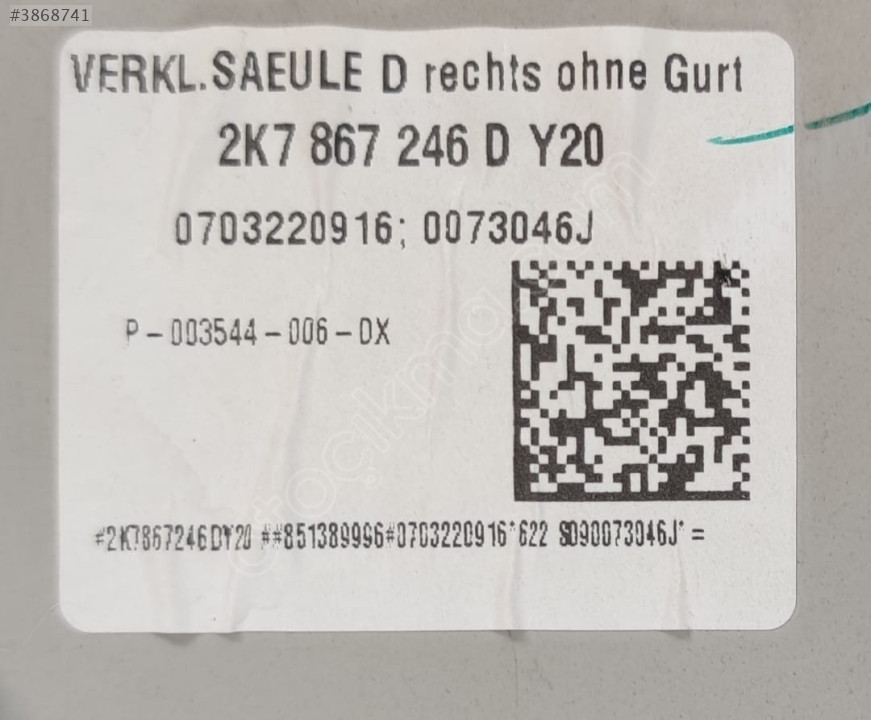 #3868741
VERKL.SAEULE D rechts ohne Gurt
2K7 867 246 D Y20
0703220916; 0073046J
P-003544-006-0X
#2K7867246DY20 ##851389996#0703220916*622 S090073046J* =